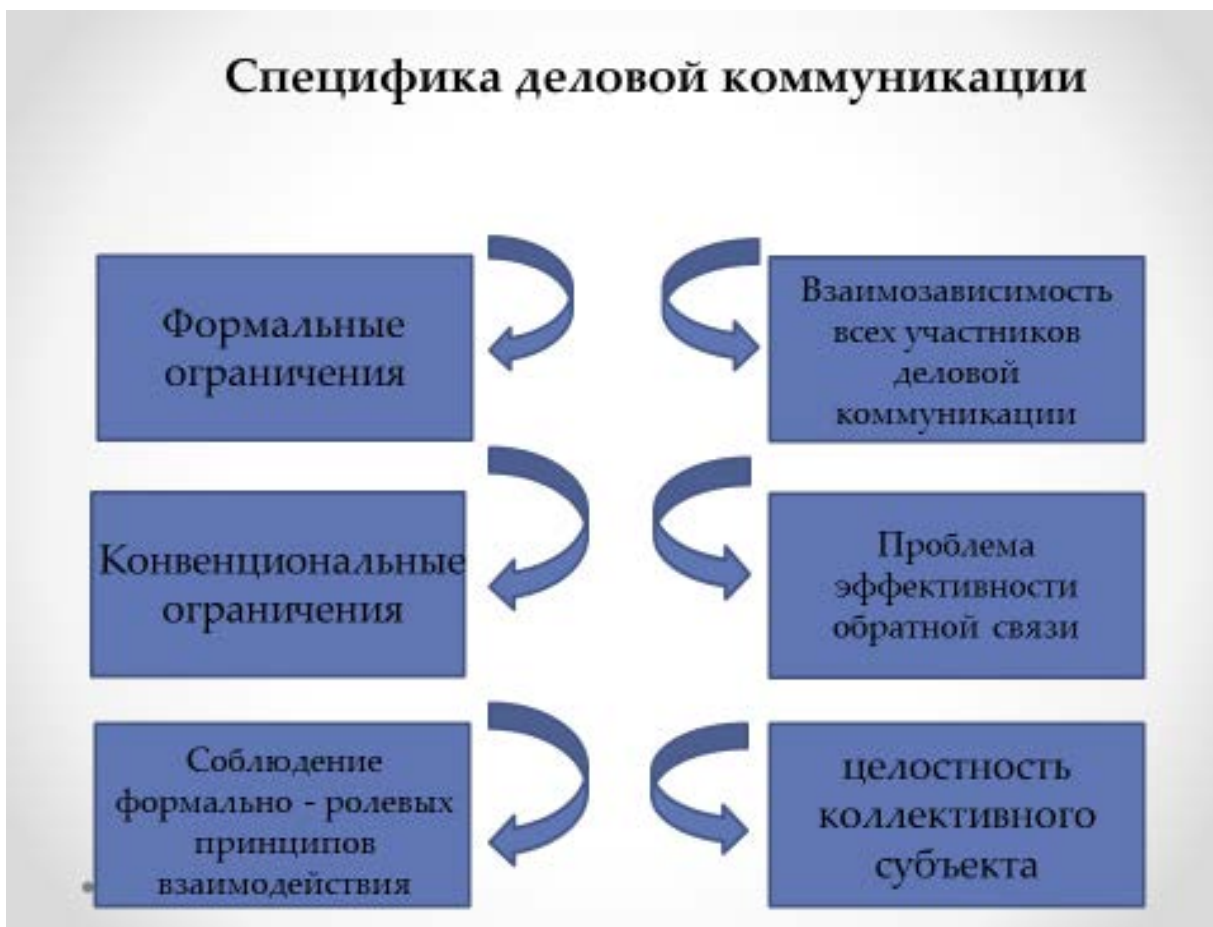 Специфика деловой коммуникации
Формальные
ограничения
Взаимозависимость
всех участников
деловой
коммуникации
Конвенциональные
ограничения
Проблема
эффективности
обратной связи
Соблюдение
формально - ролевых
принципов
взаимодействия
целостность
коллективного
субъекта